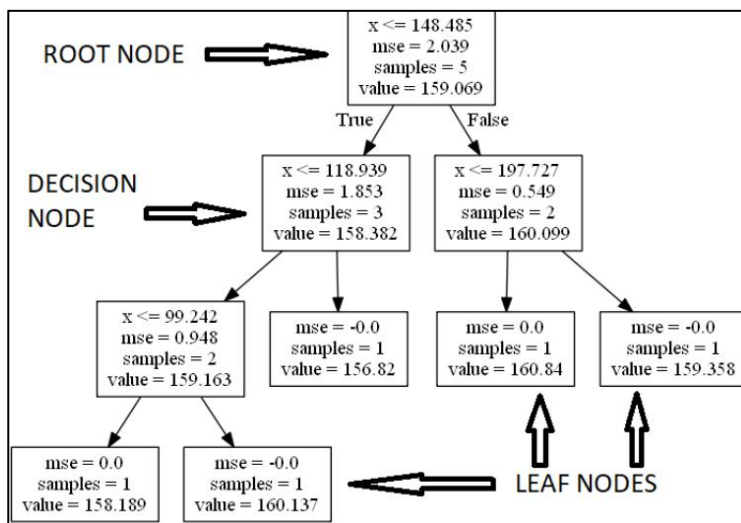 ROOT NODE
x <= 148.485
mse = 2.039
samples = 5
value = 159.069
True
False
DECISION
NODE
x <= 118.939
mse = 1.853
samples = 3
value = 158.382
x <= 197.727
mse = 0.549
samples = 2
value = 160.099
x <= 99.242
mse = 0.948
samples = 2
value = 159.163
mse = -0.0
samples = 1
value = 156.82
mse = 0.0
samples = 1
value = 160.84
mse = -0.0
samples = 1
value = 159.358
mse = 0.0
samples = 1
value = 158.189
mse = -0.0
samples = 1
value = 160.137
LEAF NODES